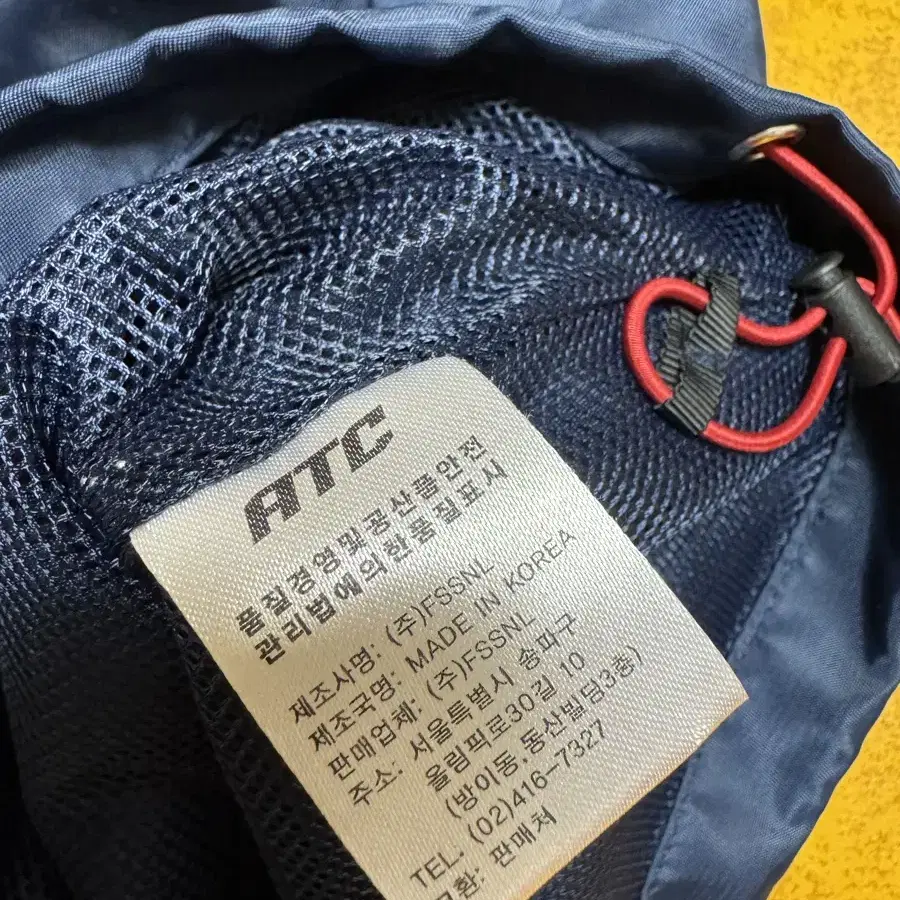 ATC
품질경영및공산품안전
관리법에의한품질표시
제조사명: (주)FSSNL
제조국명: MADE IN KOREA
판매업체: (주)FSSNL
주소: 서울특별시 송파구
올림픽로30길 10
(방이동,동산빌딩3층)
TEL: (02)416-7327
교환: 판매처